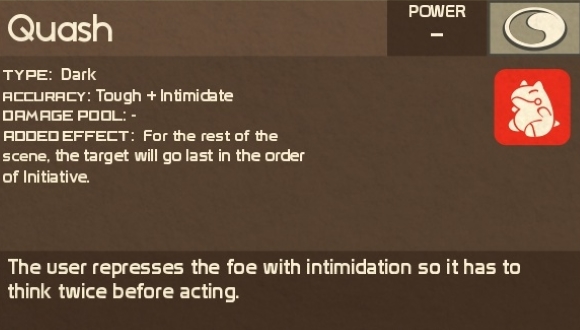 Quash
POWER
–
TYPE: Dark
ACCURACY: Tough + Intimidate
DAMAGE POOL: -
ADDED EFFECT: For the rest of the
scene, the target will go last in the order
of Initiative.
The user represses the foe with intimidation so it has to
think twice before acting.